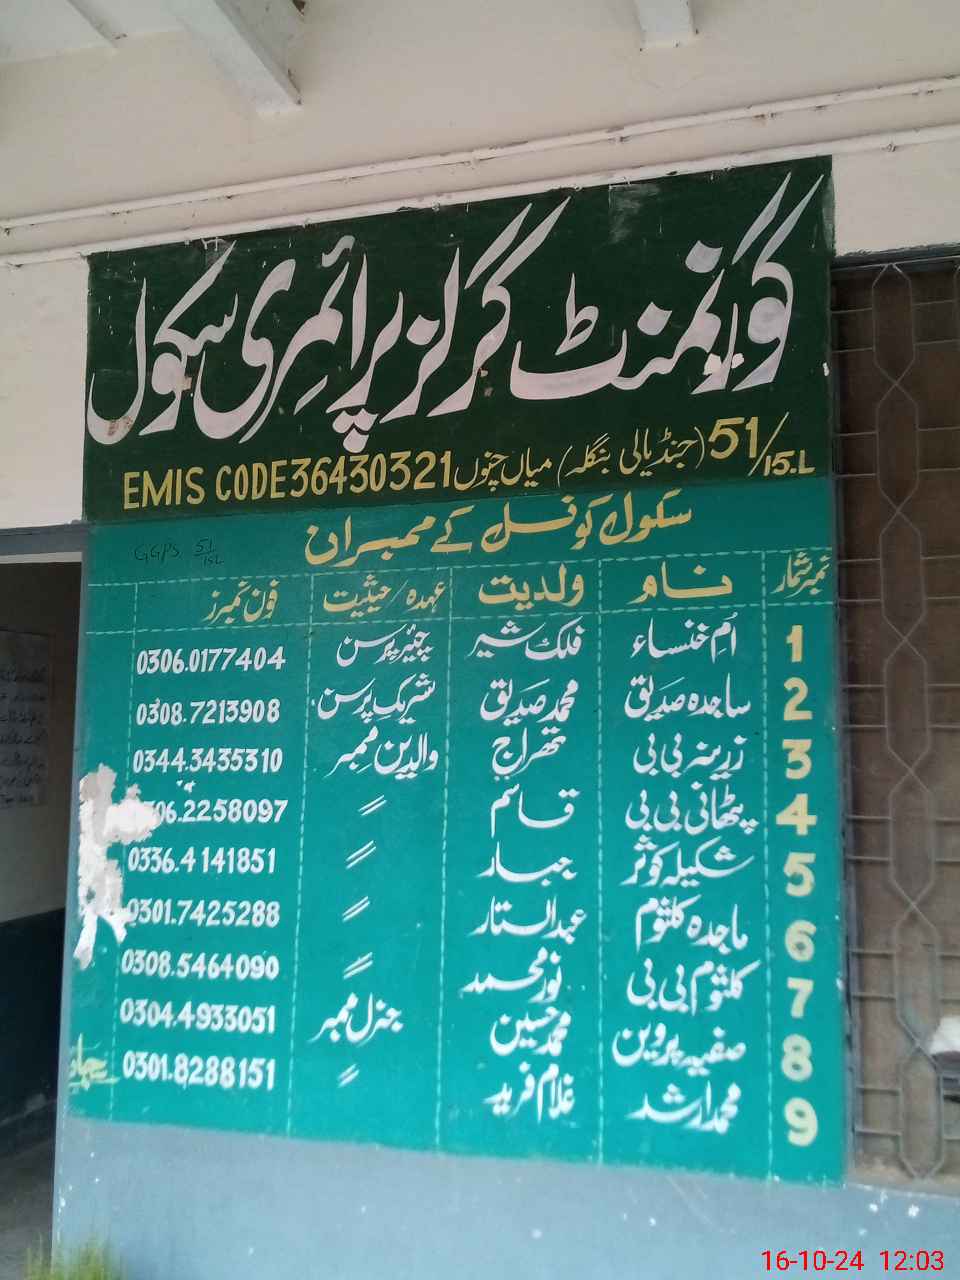 گورنمنٹ گرلز پرائمری سکول
51/15.L (جنڈیالی بنگلہ) میاں چنوں EMIS CODE 36430321
سکول کونسل کے ممبران
GGPS 51/15L
نمبر شمار نام ولدیت عہدہ/حیثیت فون نمبرز
1 اُمِ خنساء فلک شیر چئیرپرسن 0306.0177404
2 ساجدہ صدیق محمد صدیق شریک پرسن 0308.7213908
3 زرینہ بی بی تھراج والدین ممبر 0344.3435310
4 پٹھانی بی بی قاسم 〃 06.2258097
5 شکیلہ کوثر جبار 〃 0336.4141851
6 ماجدہ کلثوم عبدالستار 〃 0301.7425288
7 کلثوم بی بی نور محمد 〃 0308.5464090
8 صفیہ پروین محمد حسین جنرل ممبر 0304.4933051
9 محمد ارشد غلام فرید 〃 0301.8288151
16-10-24 12:03